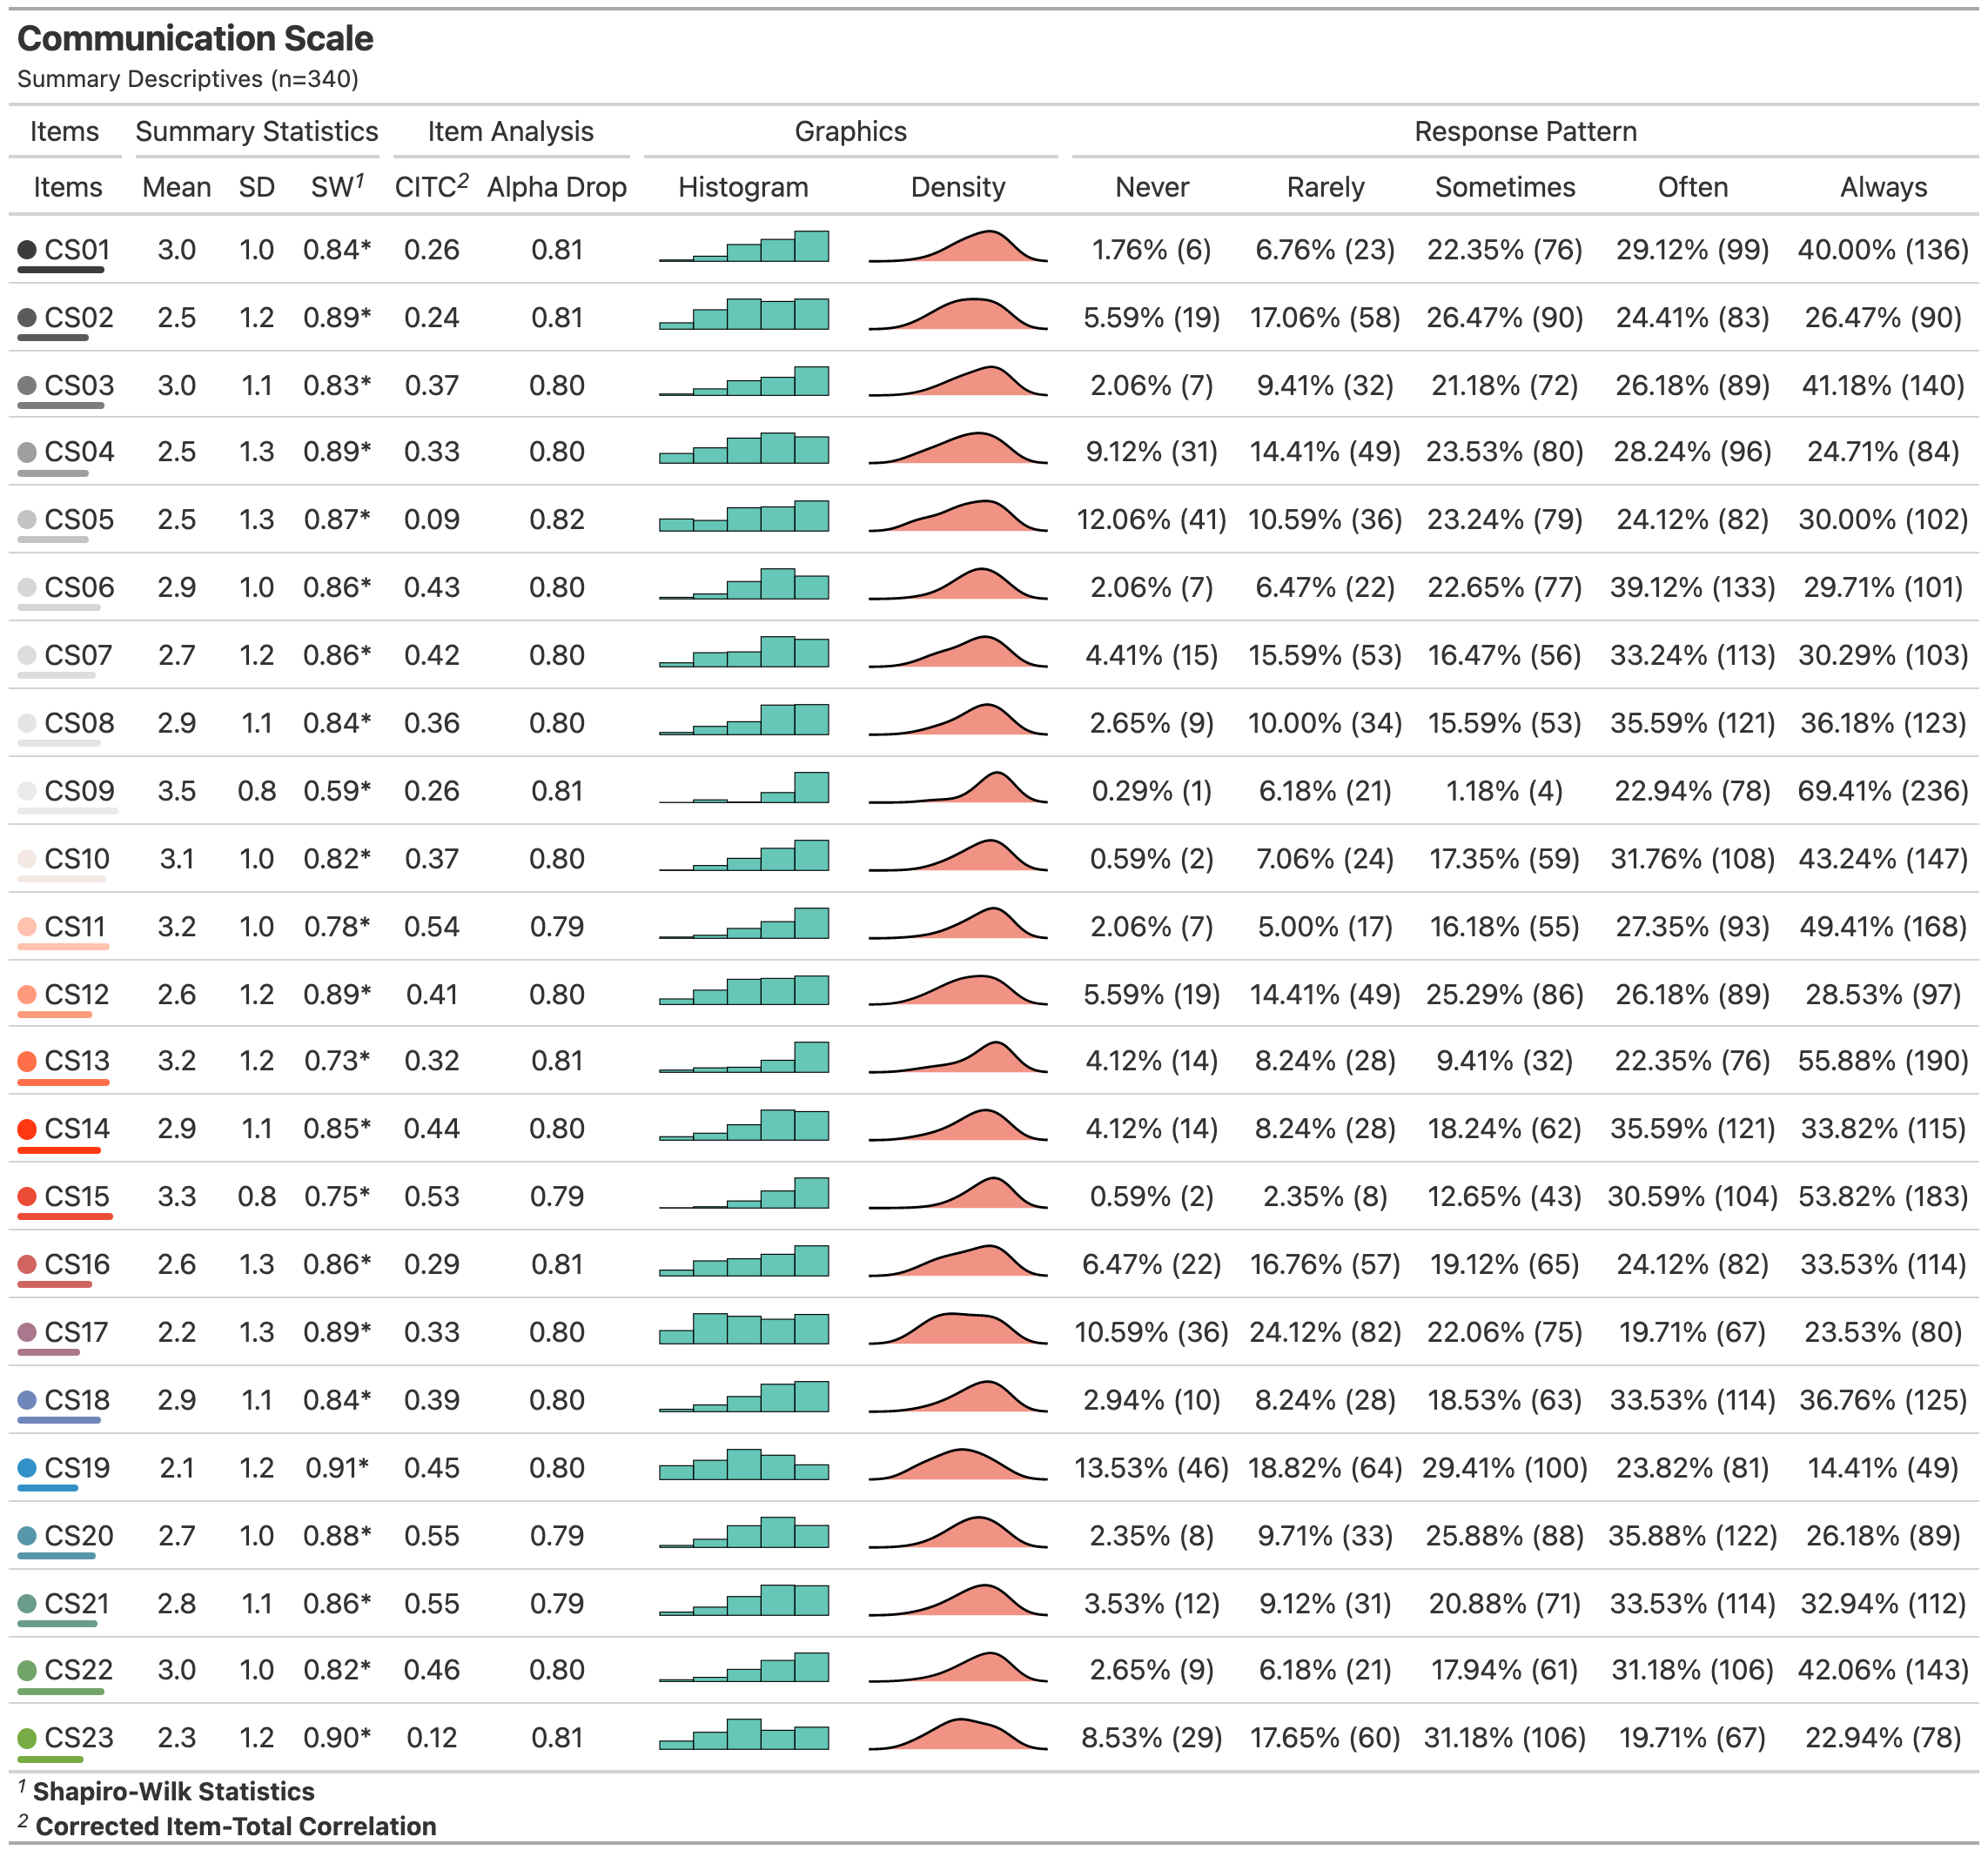 Communication Scale
Summary Descriptives (n=340)
Items Summary Statistics Item Analysis Graphics Response Pattern
Items Mean SD SW1 CITC2 Alpha Drop Histogram Density Never Rarely Sometimes Often Always
CS01 3.0 1.0 0.84* 0.26 0.81 1.76% (6) 6.76% (23) 22.35% (76) 29.12% (99) 40.00% (136)
CS02 2.5 1.2 0.89* 0.24 0.81 5.59% (19) 17.06% (58) 26.47% (90) 24.41% (83) 26.47% (90)
CS03 3.0 1.1 0.83* 0.37 0.80 2.06% (7) 9.41% (32) 21.18% (72) 26.18% (89) 41.18% (140)
CS04 2.5 1.3 0.89* 0.33 0.80 9.12% (31) 14.41% (49) 23.53% (80) 28.24% (96) 24.71% (84)
CS05 2.5 1.3 0.87* 0.09 0.82 12.06% (41) 10.59% (36) 23.24% (79) 24.12% (82) 30.00% (102)
CS06 2.9 1.0 0.86* 0.43 0.80 2.06% (7) 6.47% (22) 22.65% (77) 39.12% (133) 29.71% (101)
CS07 2.7 1.2 0.86* 0.42 0.80 4.41% (15) 15.59% (53) 16.47% (56) 33.24% (113) 30.29% (103)
CS08 2.9 1.1 0.84* 0.36 0.80 2.65% (9) 10.00% (34) 15.59% (53) 35.59% (121) 36.18% (123)
CS09 3.5 0.8 0.59* 0.26 0.81 0.29% (1) 6.18% (21) 1.18% (4) 22.94% (78) 69.41% (236)
CS10 3.1 1.0 0.82* 0.37 0.80 0.59% (2) 7.06% (24) 17.35% (59) 31.76% (108) 43.24% (147)
CS11 3.2 1.0 0.78* 0.54 0.79 2.06% (7) 5.00% (17) 16.18% (55) 27.35% (93) 49.41% (168)
CS12 2.6 1.2 0.89* 0.41 0.80 5.59% (19) 14.41% (49) 25.29% (86) 26.18% (89) 28.53% (97)
CS13 3.2 1.2 0.73* 0.32 0.81 4.12% (14) 8.24% (28) 9.41% (32) 22.35% (76) 55.88% (190)
CS14 2.9 1.1 0.85* 0.44 0.80 4.12% (14) 8.24% (28) 18.24% (62) 35.59% (121) 33.82% (115)
CS15 3.3 0.8 0.75* 0.53 0.79 0.59% (2) 2.35% (8) 12.65% (43) 30.59% (104) 53.82% (183)
CS16 2.6 1.3 0.86* 0.29 0.81 6.47% (22) 16.76% (57) 19.12% (65) 24.12% (82) 33.53% (114)
CS17 2.2 1.3 0.89* 0.33 0.80 10.59% (36) 24.12% (82) 22.06% (75) 19.71% (67) 23.53% (80)
CS18 2.9 1.1 0.84* 0.39 0.80 2.94% (10) 8.24% (28) 18.53% (63) 33.53% (114) 36.76% (125)
CS19 2.1 1.2 0.91* 0.45 0.80 13.53% (46) 18.82% (64) 29.41% (100) 23.82% (81) 14.41% (49)
CS20 2.7 1.0 0.88* 0.55 0.79 2.35% (8) 9.71% (33) 25.88% (88) 35.88% (122) 26.18% (89)
CS21 2.8 1.1 0.86* 0.55 0.79 3.53% (12) 9.12% (31) 20.88% (71) 33.53% (114) 32.94% (112)
CS22 3.0 1.0 0.82* 0.46 0.80 2.65% (9) 6.18% (21) 17.94% (61) 31.18% (106) 42.06% (143)
CS23 2.3 1.2 0.90* 0.12 0.81 8.53% (29) 17.65% (60) 31.18% (106) 19.71% (67) 22.94% (78)
1 Shapiro-Wilk Statistics
2 Corrected Item-Total Correlation